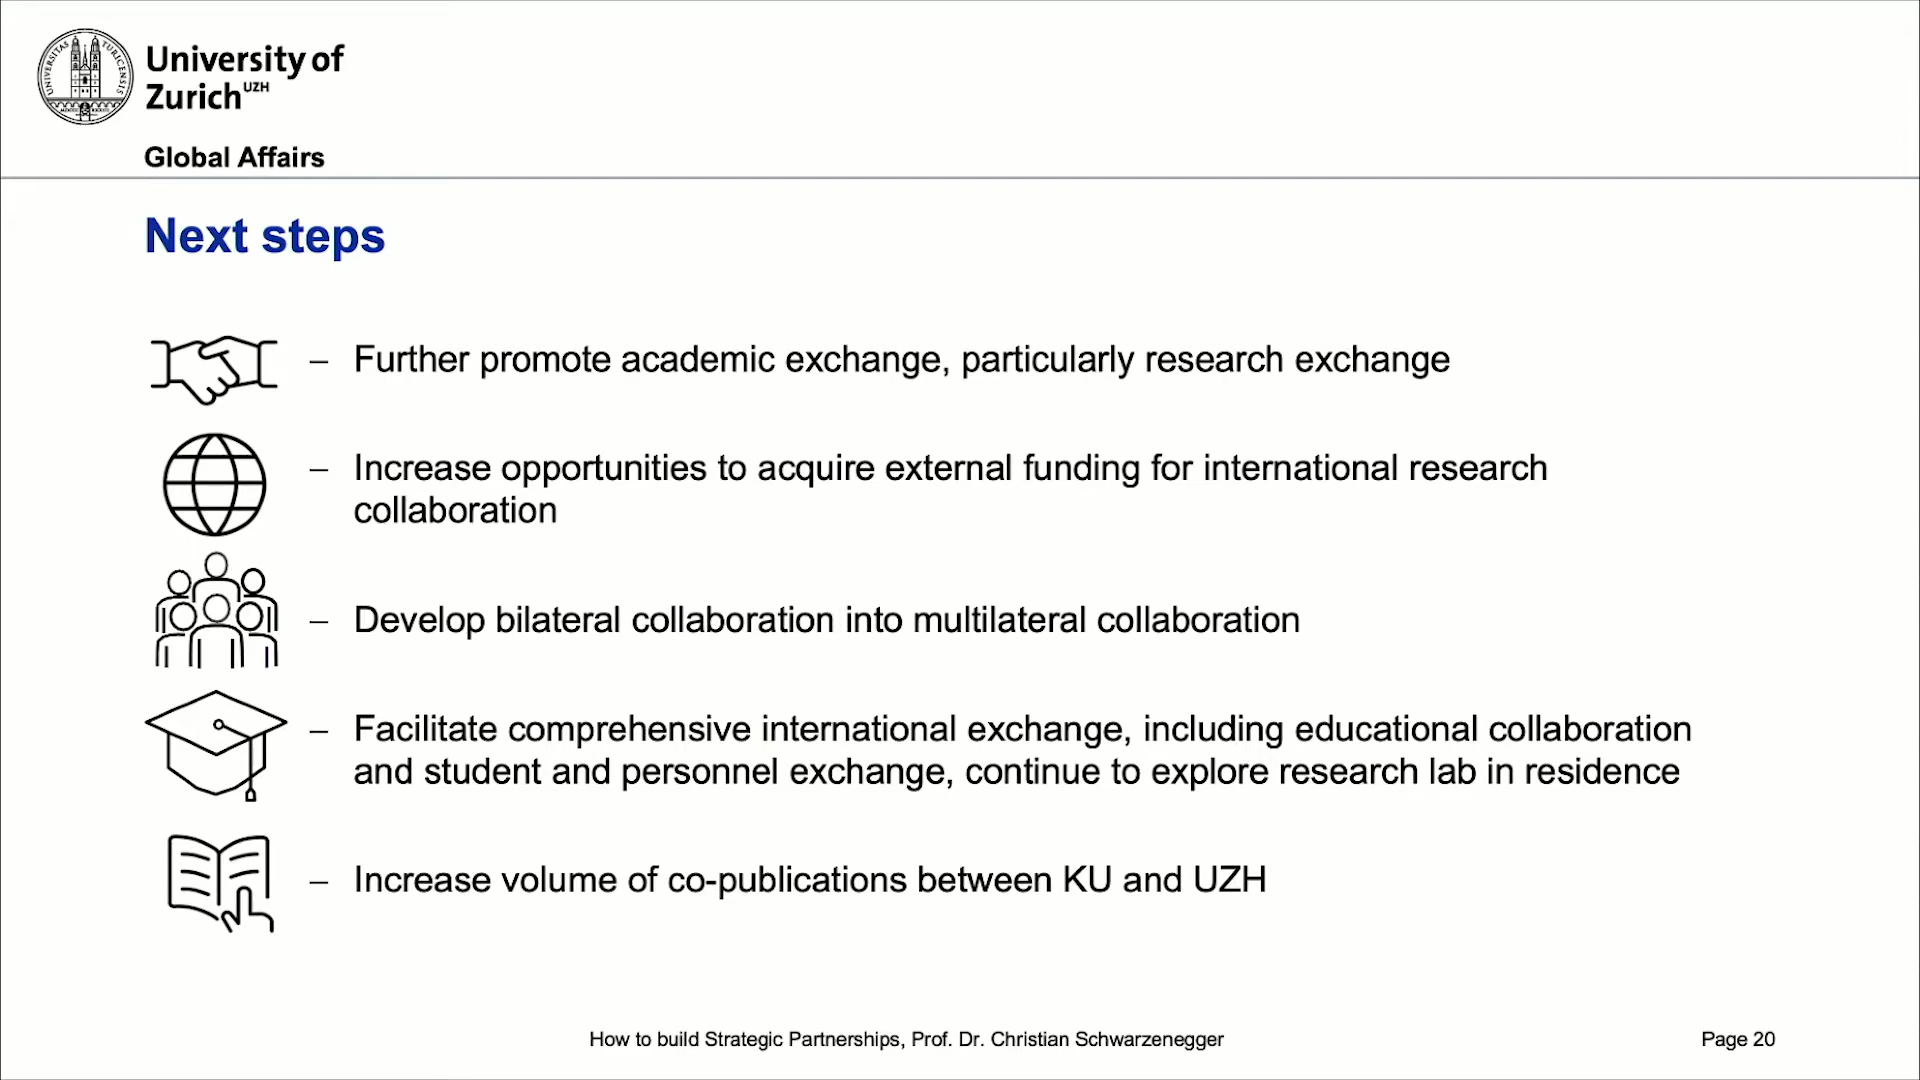 University of
Zurich UZH
Global Affairs
Next steps
– Further promote academic exchange, particularly research exchange
– Increase opportunities to acquire external funding for international research
collaboration
– Develop bilateral collaboration into multilateral collaboration
– Facilitate comprehensive international exchange, including educational collaboration
and student and personnel exchange, continue to explore research lab in residence
– Increase volume of co-publications between KU and UZH
How to build Strategic Partnerships, Prof. Dr. Christian Schwarzenegger
Page 20